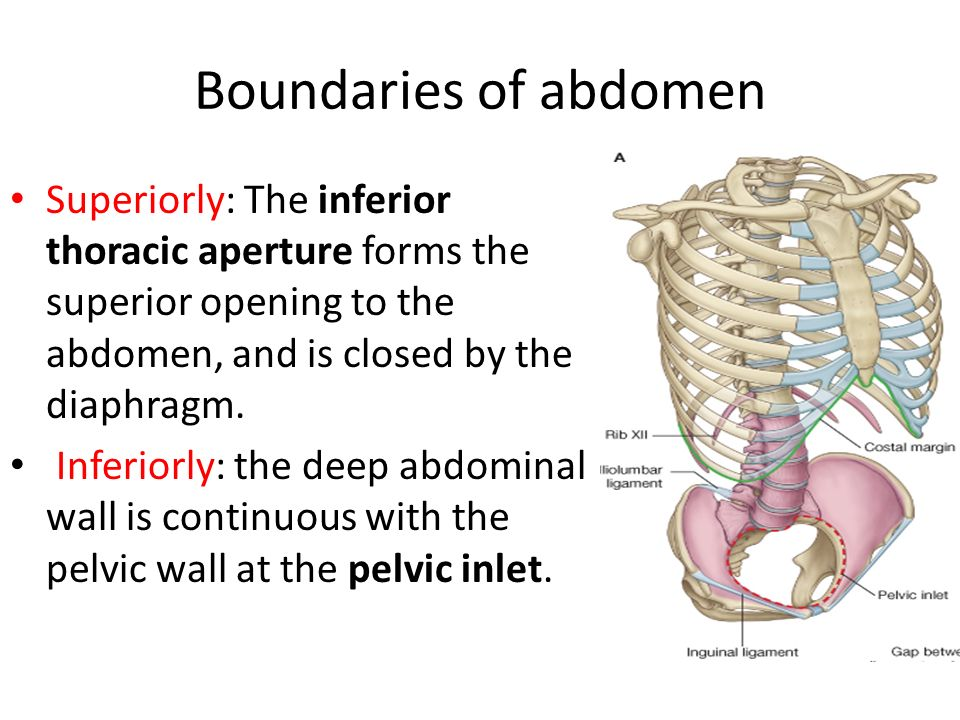 Boundaries of abdomen
• Superiorly: The inferior
thoracic aperture forms the
superior opening to the
abdomen, and is closed by the
diaphragm.
• Inferiorly: the deep abdominal
wall is continuous with the
pelvic wall at the pelvic inlet.
A
Rib XII
Costal margin
Iliolumbar
ligament
Pelvic inlet
Inguinal ligament
Gap betwe